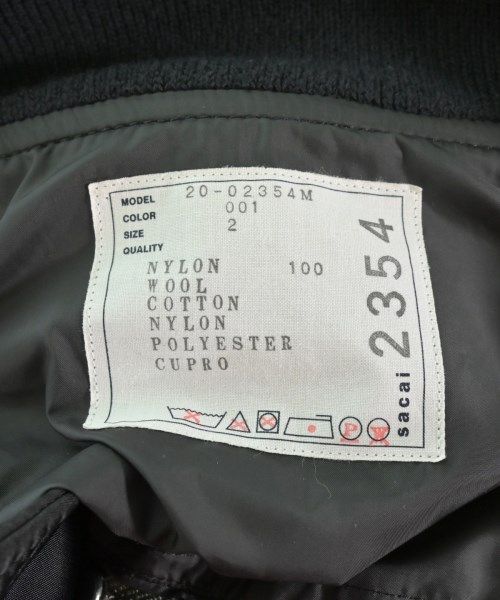 MODEL 20-02354M
COLOR 001
SIZE 2
QUALITY
NYLON 100
WOOL
COTTON
NYLON
POLYESTER
CUPRO
P W
sacai 2354